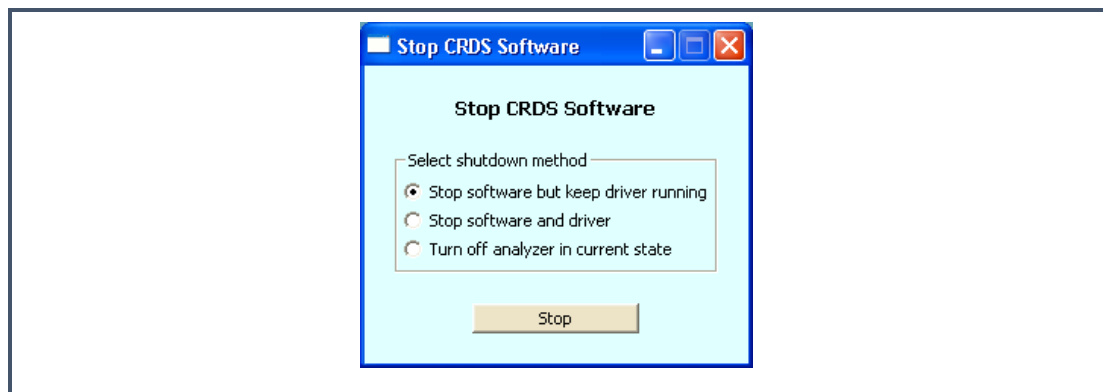 Stop CRDS Software
Stop CRDS Software
Select shutdown method
Stop software but keep driver running
Stop software and driver
Turn off analyzer in current state
Stop